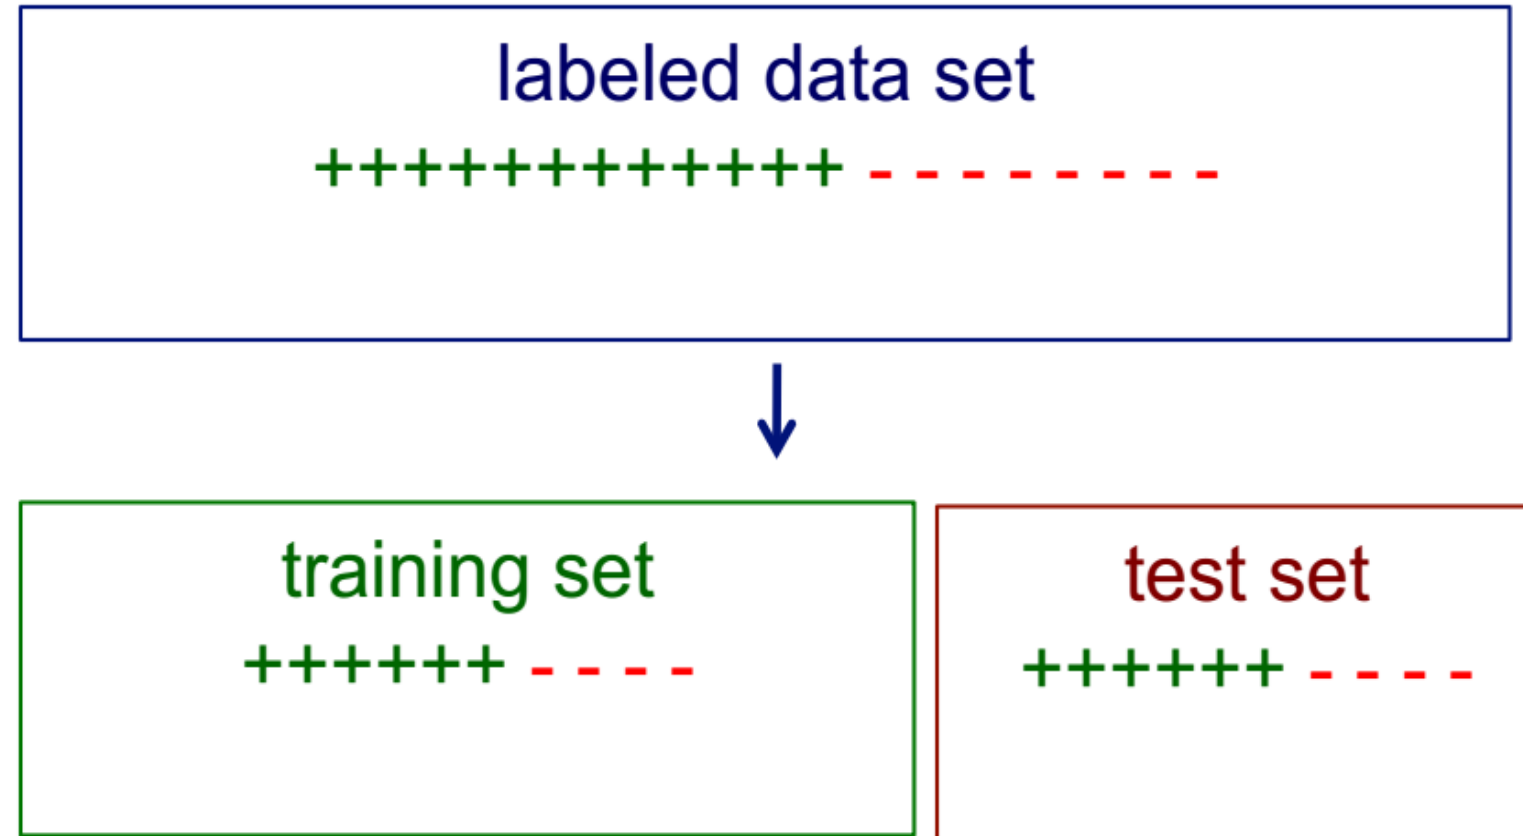 labeled data set
++++++++++++ - - - - - - - -
training set
++++++ - - - -
test set
++++++ - - - -